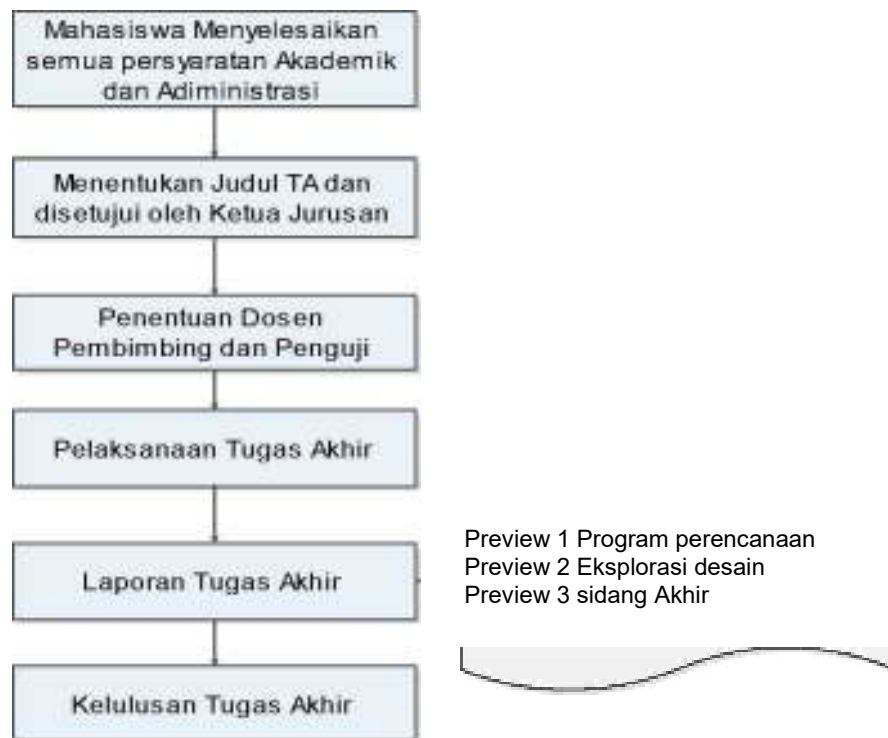 Mahasiswa Menyelesaikan
semua persyaratan Akademik
dan Adiministrasi
Menentukan Judul TA dan
disetujui oleh Ketua Jurusan
Penentuan Dosen
Pembimbing dan Penguji
Pelaksanaan Tugas Akhir
Laporan Tugas Akhir
Preview 1 Program perencanaan
Preview 2 Eksplorasi desain
Preview 3 sidang Akhir
Kelulusan Tugas Akhir